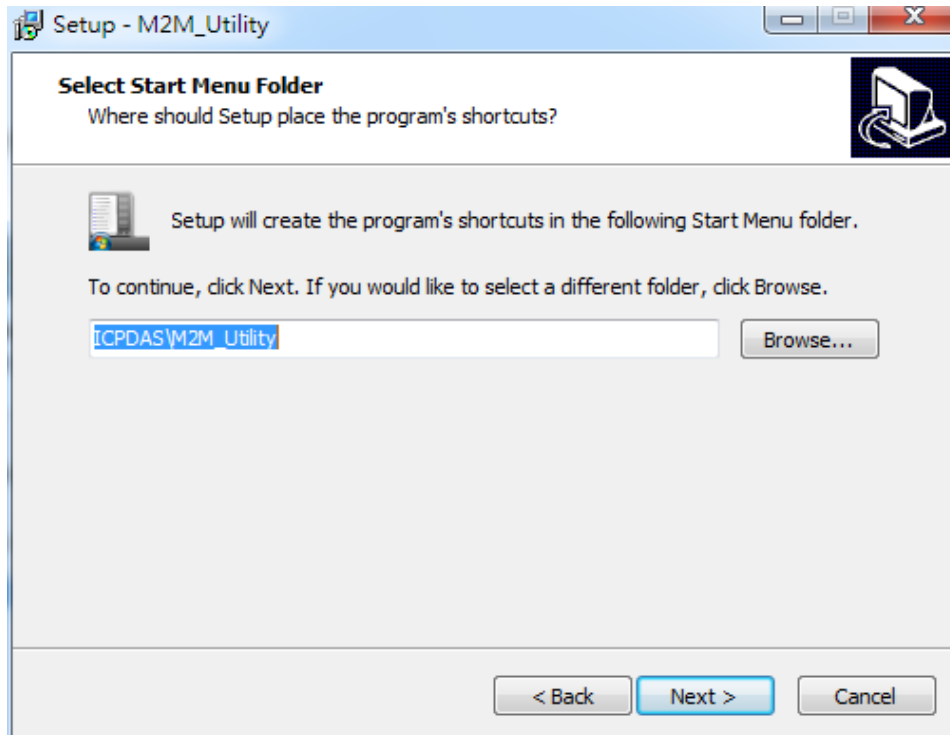 Setup - M2M_Utility
Select Start Menu Folder
Where should Setup place the program's shortcuts?
Setup will create the program's shortcuts in the following Start Menu folder.
To continue, click Next. If you would like to select a different folder, click Browse.
ICPDAS\M2M_Utility
Browse...
< Back
Next >
Cancel